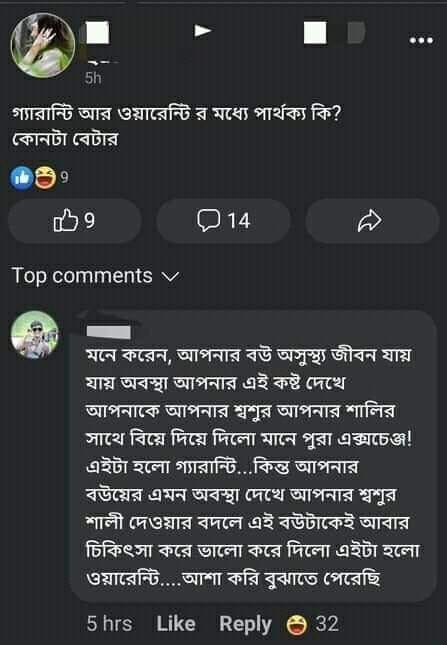 5h
গ্যারান্টি আর ওয়ারেন্টি র মধ্যে পার্থক্য কি?
কোনটা বেটার
9
9 14
Top comments
মনে করেন, আপনার বউ অসুস্থ্য জীবন যায়
যায় অবস্থা আপনার এই কষ্ট দেখে
আপনাকে আপনার শ্বশুর আপনার শালির
সাথে বিয়ে দিয়ে দিলো মানে পুরা এক্সচেঞ্জ!
এইটা হলো গ্যারান্টি...কিন্ত আপনার
বউয়ের এমন অবস্থা দেখে আপনার শ্বশুর
শালী দেওয়ার বদলে এই বউটাকেই আবার
চিকিৎসা করে ভালো করে দিলো এইটা হলো
ওয়ারেন্টি....আশা করি বুঝাতে পেরেছি
5 hrs Like Reply 32